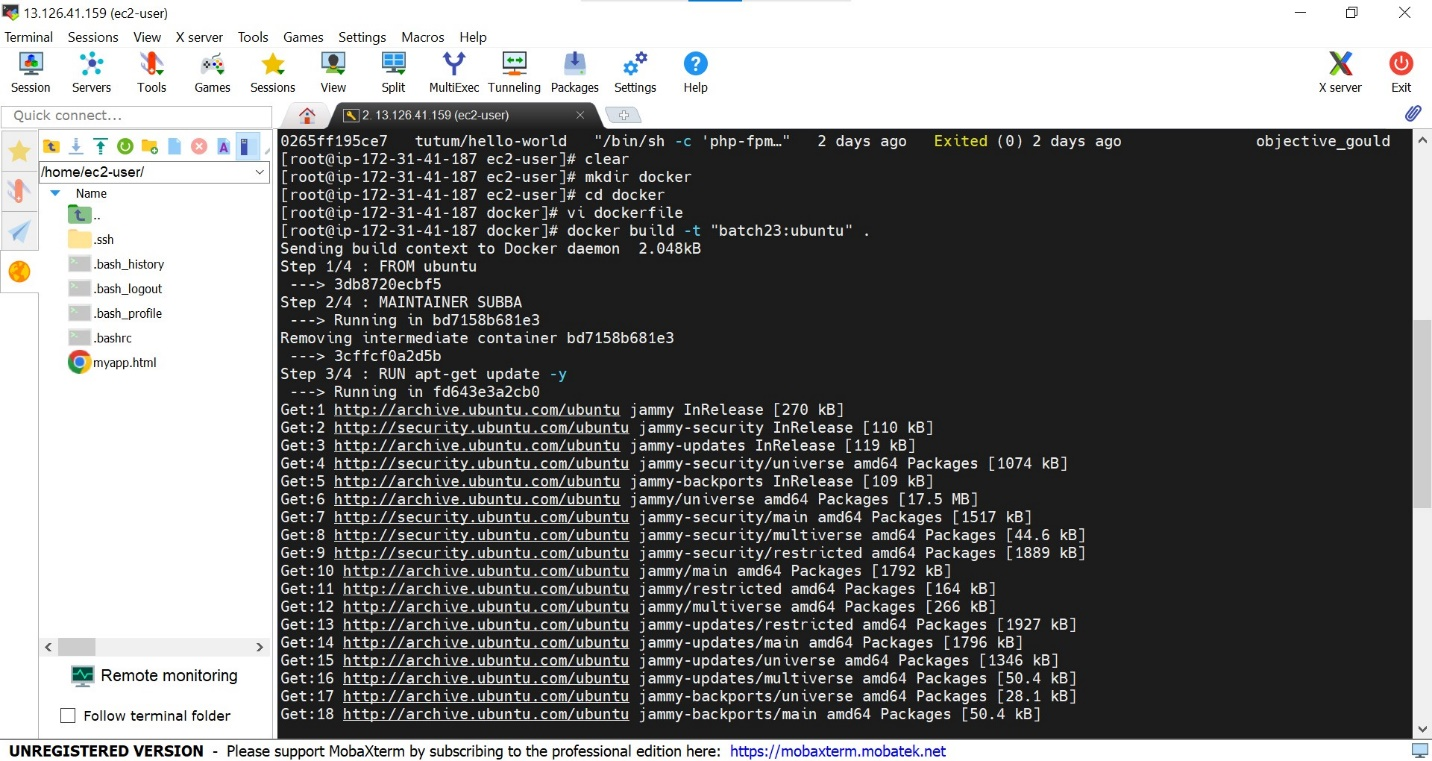 13.126.41.159 (ec2-user)
Terminal Sessions View X server Tools Games Settings Macros Help
Session Servers Tools Games Sessions View Split MultiExec Tunneling Packages Settings Help X server Exit
Quick connect...
2. 13.126.41.159 (ec2-user)
/home/ec2-user/
Name
..
.ssh
.bash_history
.bash_logout
.bash_profile
.bashrc
myapp.html
Remote monitoring
Follow terminal folder
0265ff195ce7 tutum/hello-world "/bin/sh -c 'php-fpm…" 2 days ago Exited (0) 2 days ago objective_gould
[root@ip-172-31-41-187 ec2-user]# clear
[root@ip-172-31-41-187 ec2-user]# mkdir docker
[root@ip-172-31-41-187 ec2-user]# cd docker
[root@ip-172-31-41-187 docker]# vi dockerfile
[root@ip-172-31-41-187 docker]# docker build -t "batch23:ubuntu" .
Sending build context to Docker daemon 2.048kB
Step 1/4 : FROM ubuntu
---> 3db8720ecbf5
Step 2/4 : MAINTAINER SUBBA
---> Running in bd7158b681e3
Removing intermediate container bd7158b681e3
---> 3cffcf0a2d5b
Step 3/4 : RUN apt-get update -y
---> Running in fd643e3a2cb0
Get:1 http://archive.ubuntu.com/ubuntu jammy InRelease [270 kB]
Get:2 http://security.ubuntu.com/ubuntu jammy-security InRelease [110 kB]
Get:3 http://archive.ubuntu.com/ubuntu jammy-updates InRelease [119 kB]
Get:4 http://security.ubuntu.com/ubuntu jammy-security/universe amd64 Packages [1074 kB]
Get:5 http://archive.ubuntu.com/ubuntu jammy-backports InRelease [109 kB]
Get:6 http://archive.ubuntu.com/ubuntu jammy/universe amd64 Packages [17.5 MB]
Get:7 http://security.ubuntu.com/ubuntu jammy-security/main amd64 Packages [1517 kB]
Get:8 http://security.ubuntu.com/ubuntu jammy-security/multiverse amd64 Packages [44.6 kB]
Get:9 http://security.ubuntu.com/ubuntu jammy-security/restricted amd64 Packages [1889 kB]
Get:10 http://archive.ubuntu.com/ubuntu jammy/main amd64 Packages [1792 kB]
Get:11 http://archive.ubuntu.com/ubuntu jammy/restricted amd64 Packages [164 kB]
Get:12 http://archive.ubuntu.com/ubuntu jammy/multiverse amd64 Packages [266 kB]
Get:13 http://archive.ubuntu.com/ubuntu jammy-updates/restricted amd64 Packages [1927 kB]
Get:14 http://archive.ubuntu.com/ubuntu jammy-updates/main amd64 Packages [1796 kB]
Get:15 http://archive.ubuntu.com/ubuntu jammy-updates/universe amd64 Packages [1346 kB]
Get:16 http://archive.ubuntu.com/ubuntu jammy-updates/multiverse amd64 Packages [50.4 kB]
Get:17 http://archive.ubuntu.com/ubuntu jammy-backports/universe amd64 Packages [28.1 kB]
Get:18 http://archive.ubuntu.com/ubuntu jammy-backports/main amd64 Packages [50.4 kB]
UNREGISTERED VERSION - Please support MobaXterm by subscribing to the professional edition here: https://mobaxterm.mobatek.net